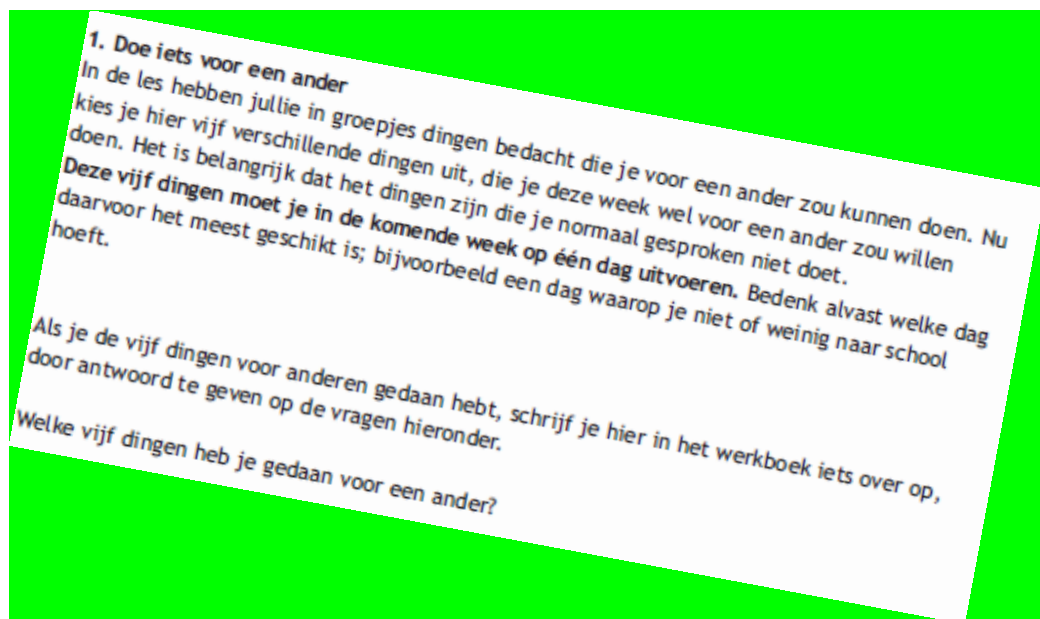 1. Doe iets voor een ander
In de les hebben jullie in groepjes dingen bedacht die je voor een ander zou kunnen doen. Nu
kies je hier vijf verschillende dingen uit, die je deze week wel voor een ander zou willen
doen. Het is belangrijk dat het dingen zijn die je normaal gesproken niet doet.
Deze vijf dingen moet je in de komende week op één dag uitvoeren. Bedenk alvast welke dag
daarvoor het meest geschikt is; bijvoorbeeld een dag waarop je niet of weinig naar school
hoeft.
Als je de vijf dingen voor anderen gedaan hebt, schrijf je hier in het werkboek iets over op,
door antwoord te geven op de vragen hieronder.
Welke vijf dingen heb je gedaan voor een ander?